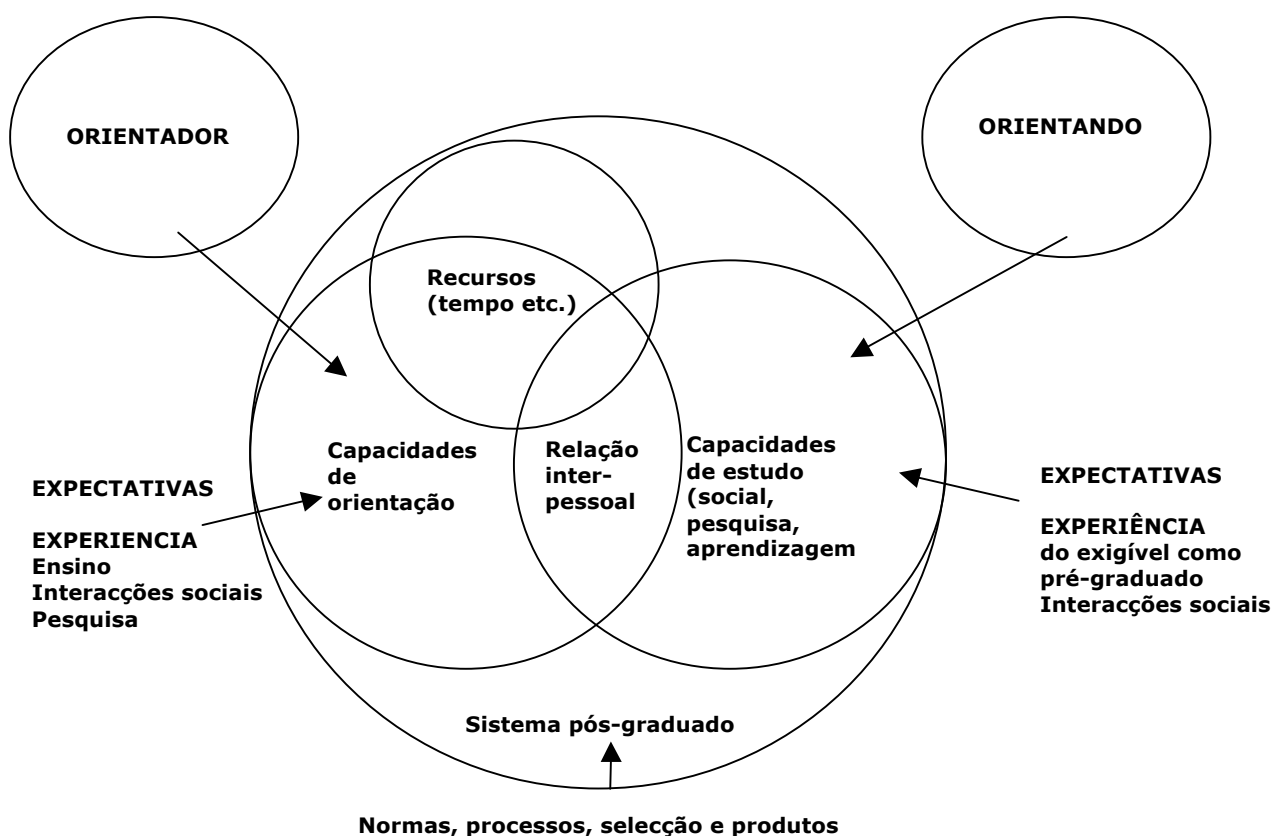 ORIENTADOR
ORIENTANDO
Recursos
(tempo etc.)
Capacidades
de
orientação
Relação
inter-
pessoal
Capacidades
de estudo
(social,
pesquisa,
aprendizagem
EXPECTATIVAS
EXPERIENCIA
Ensino
Interacções sociais
Pesquisa
EXPECTATIVAS
EXPERIÊNCIA
do exigível como
pré-graduado
Interacções sociais
Sistema pós-graduado
Normas, processos, selecção e produtos